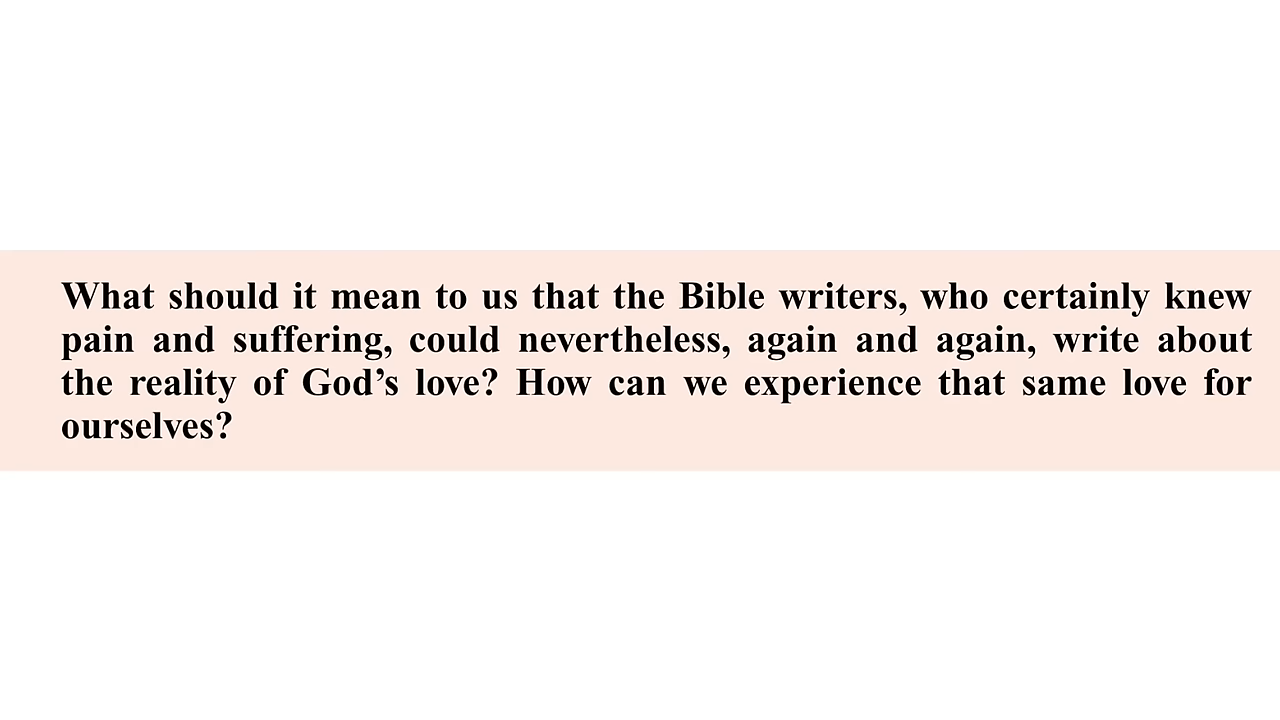 What should it mean to us that the Bible writers, who certainly knew
pain and suffering, could nevertheless, again and again, write about
the reality of God’s love? How can we experience that same love for
ourselves?